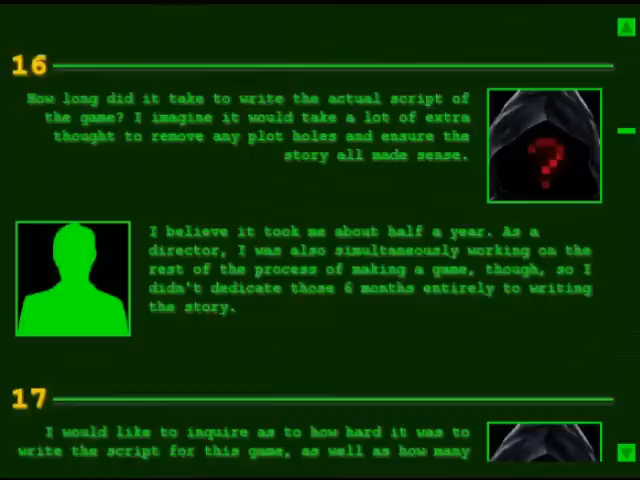 16
How long did it take to write the actual script of
the game? I imagine it would take a lot of extra
thought to remove any plot holes and ensure the
story all made sense.
?
I believe it took me about half a year. As a
director, I was also simultaneously working on the
rest of the process of making a game, though, so I
didn't dedicate those 6 months entirely to writing
the story.
17
I would like to inquire as to how hard it was to
write the script for this game, as well as how many